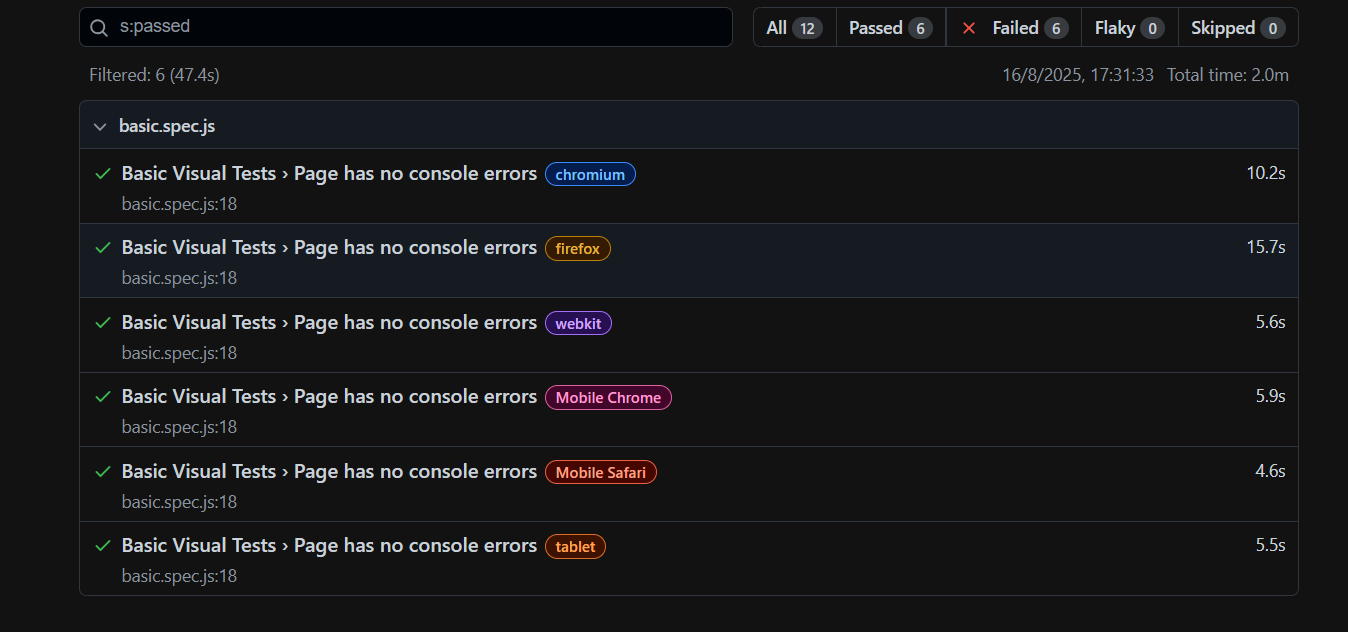 s:passed
All 12 Passed 6 Failed 6 Flaky 0 Skipped 0
Filtered: 6 (47.4s) 16/8/2025, 17:31:33 Total time: 2.0m
basic.spec.js
Basic Visual Tests › Page has no console errors chromium 10.2s
basic.spec.js:18
Basic Visual Tests › Page has no console errors firefox 15.7s
basic.spec.js:18
Basic Visual Tests › Page has no console errors webkit 5.6s
basic.spec.js:18
Basic Visual Tests › Page has no console errors Mobile Chrome 5.9s
basic.spec.js:18
Basic Visual Tests › Page has no console errors Mobile Safari 4.6s
basic.spec.js:18
Basic Visual Tests › Page has no console errors tablet 5.5s
basic.spec.js:18